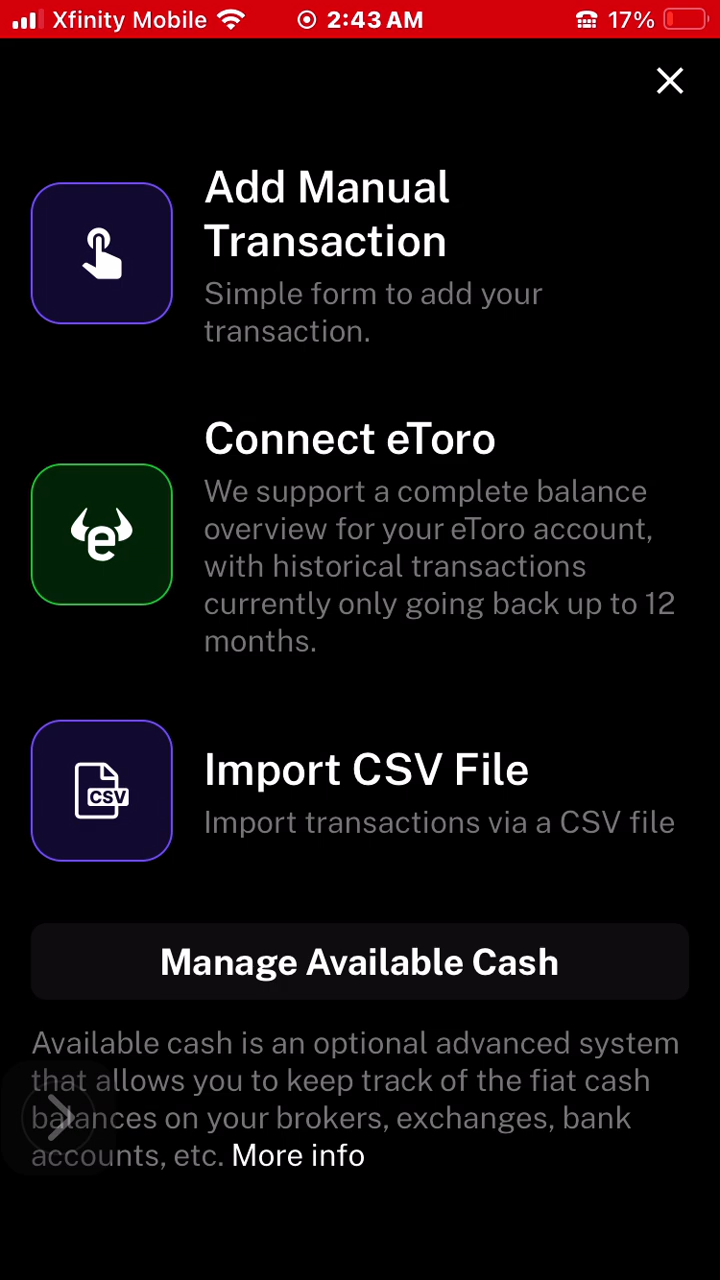 Xfinity Mobile 2:43 AM 17%
Add Manual
Transaction
Simple form to add your
transaction.
Connect eToro
We support a complete balance
overview for your eToro account,
with historical transactions
currently only going back up to 12
months.
e
CSV
Import CSV File
Import transactions via a CSV file
Manage Available Cash
Available cash is an optional advanced system
that allows you to keep track of the fiat cash
balances on your brokers, exchanges, bank
accounts, etc. More info